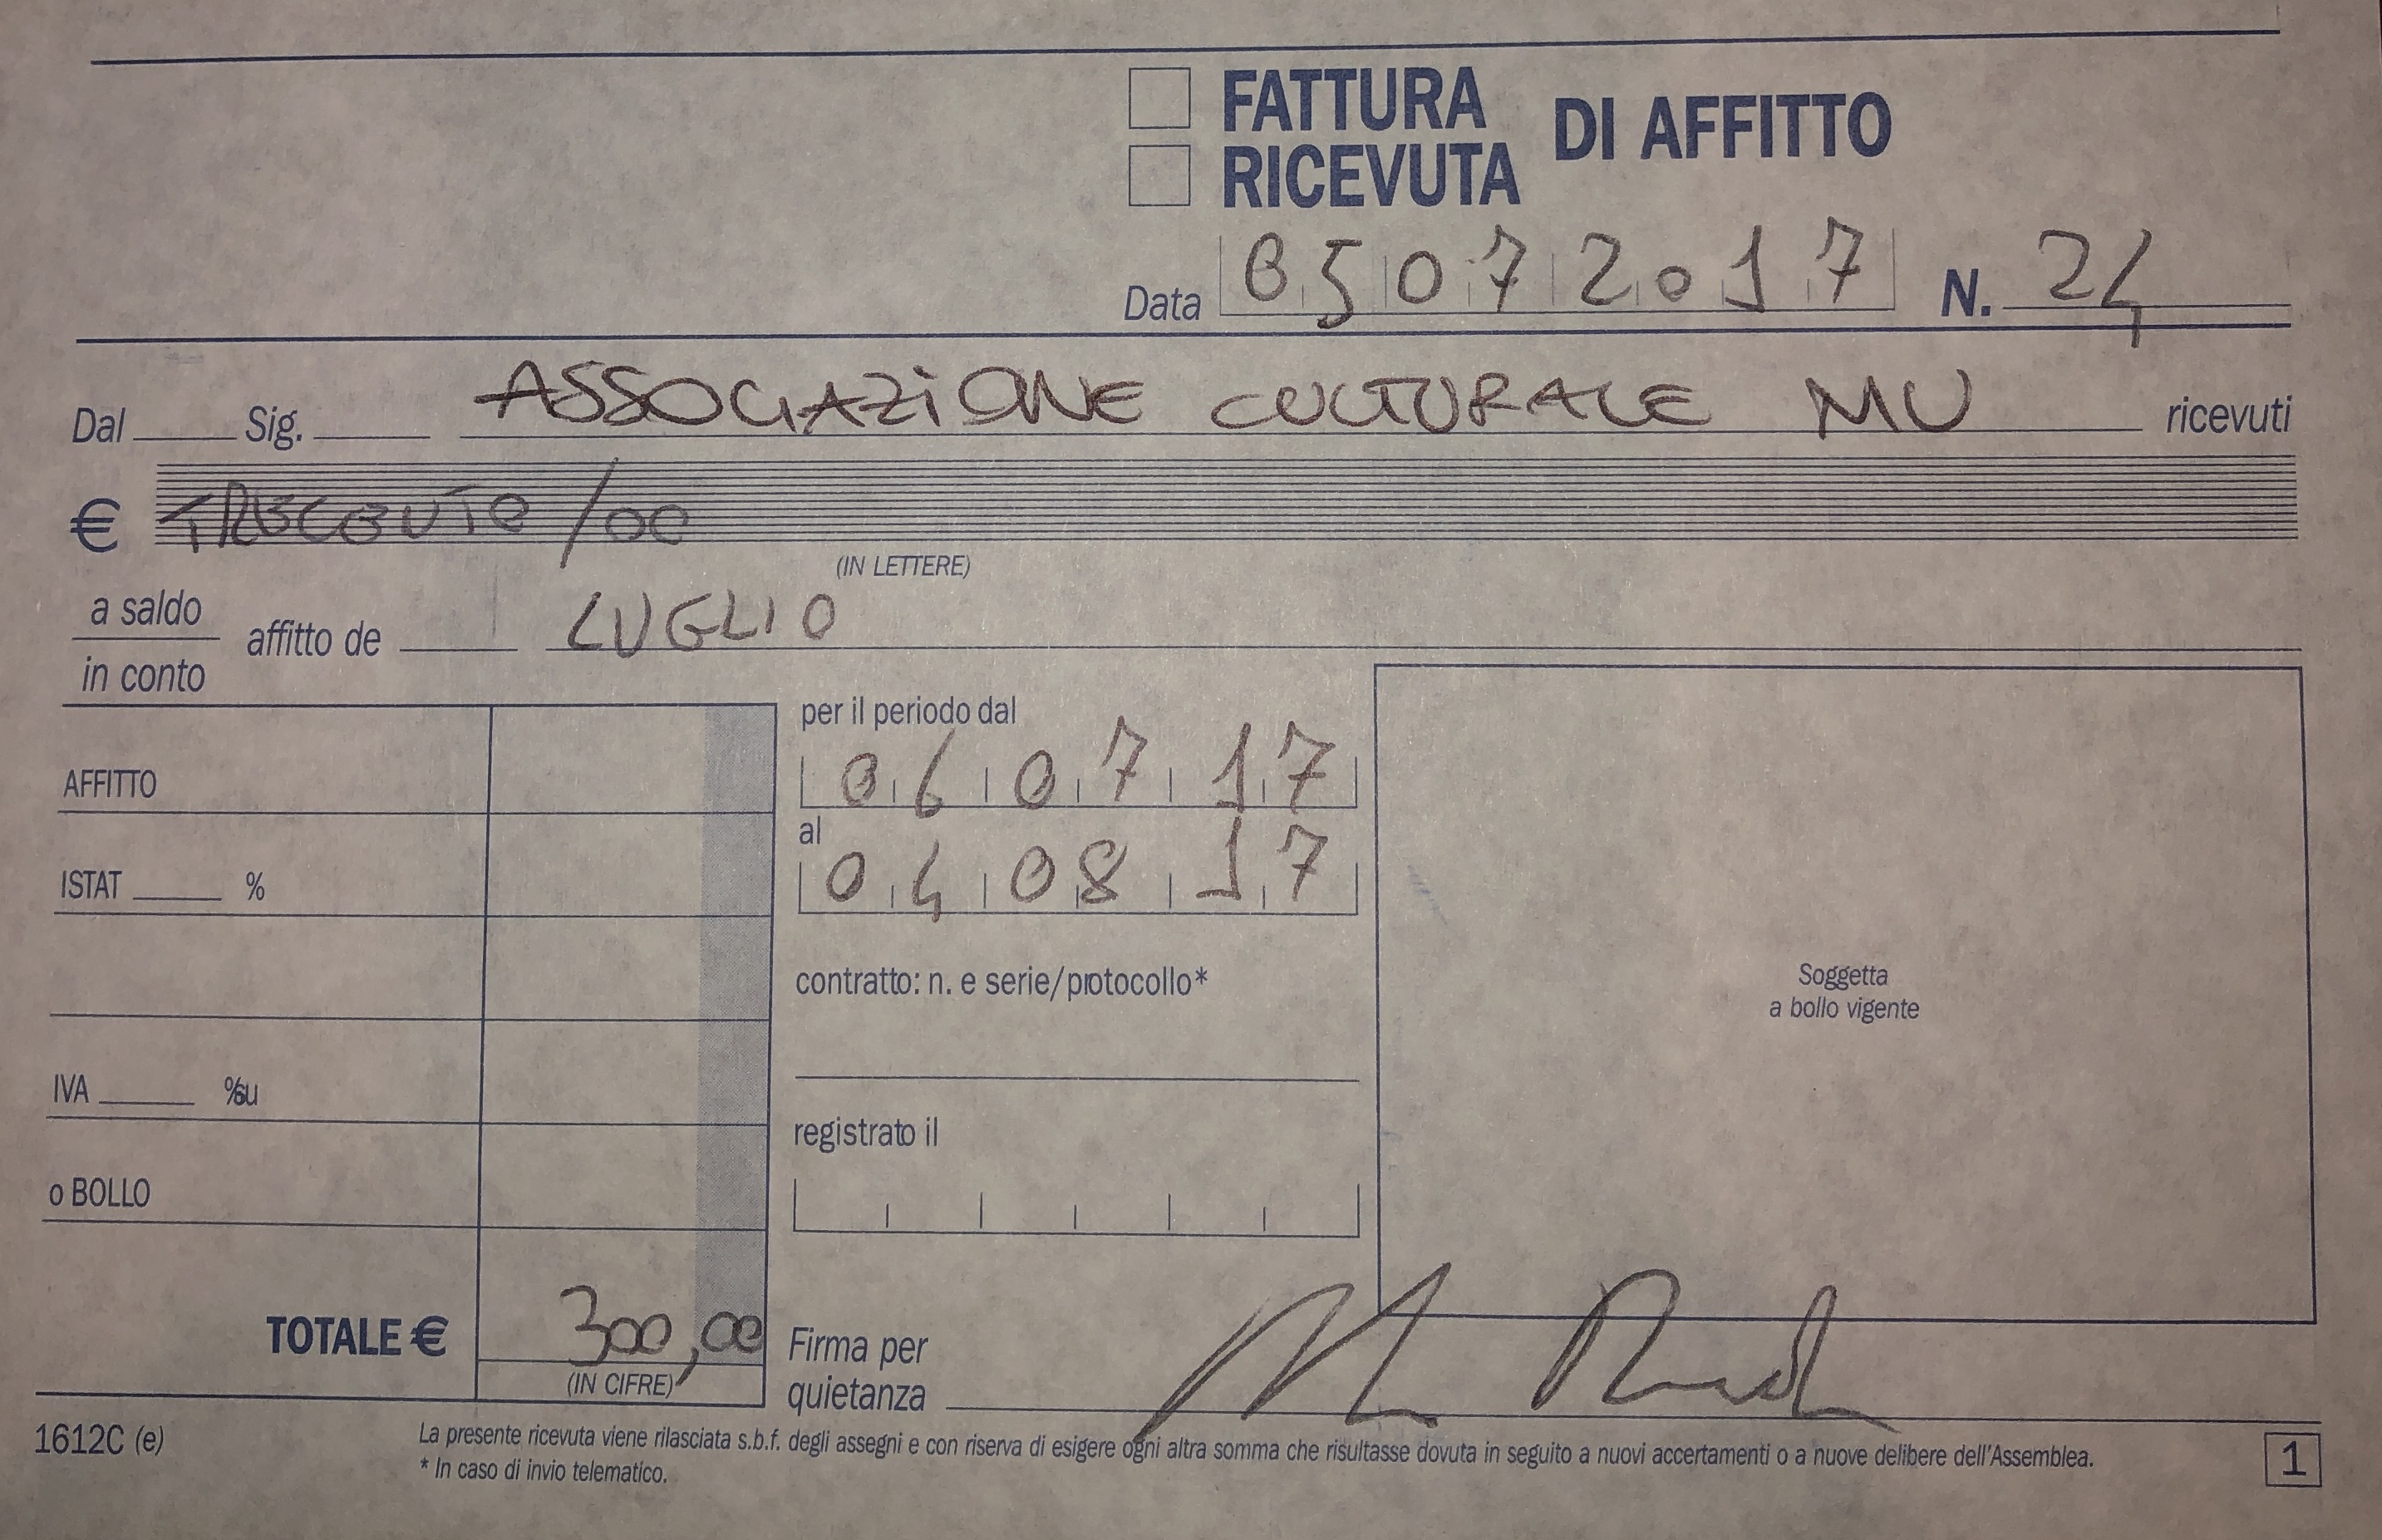 FATTURA
RICEVUTA DI AFFITTO
Data 05072017 N. 24
Dal Sig. ASSOCIAZIONE CULTURALE MU ricevuti
€ TRECENTO/00
(IN LETTERE)
a saldo
in conto
affitto de LUGLIO
per il periodo dal
AFFITTO 06 07 17
al
ISTAT % 04 08 17
contratto: n. e serie/protocollo*
Soggetta
a bollo vigente
IVA %su
registrato il
o BOLLO
TOTALE € 300,00
(IN CIFRE)
Firma per
quietanza
1612C (e)
La presente ricevuta viene rilasciata s.b.f. degli assegni e con riserva di esigere ogni altra somma che risultasse dovuta in seguito a nuovi accertamenti o a nuove delibere dell'Assemblea.
* In caso di invio telematico.
1